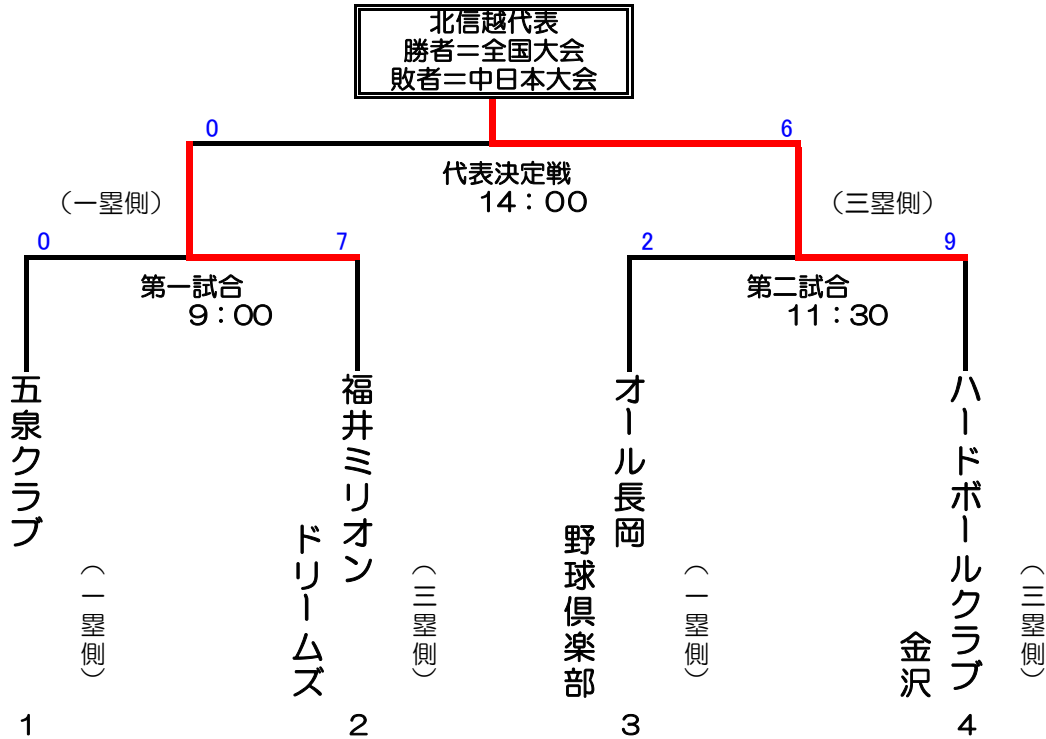 北信越代表
勝者＝全国大会
敗者＝中日本大会
0
6
代表決定戦
14：00
（一塁側）
（三塁側）
0
7
2
9
第一試合
9：00
第二試合
11：30
五泉クラブ
（一塁側）
福井ミリオン
ドリームズ
（三塁側）
オール長岡
野球倶楽部
（一塁側）
ハードボールクラブ
金沢
（三塁側）
1
2
3
4